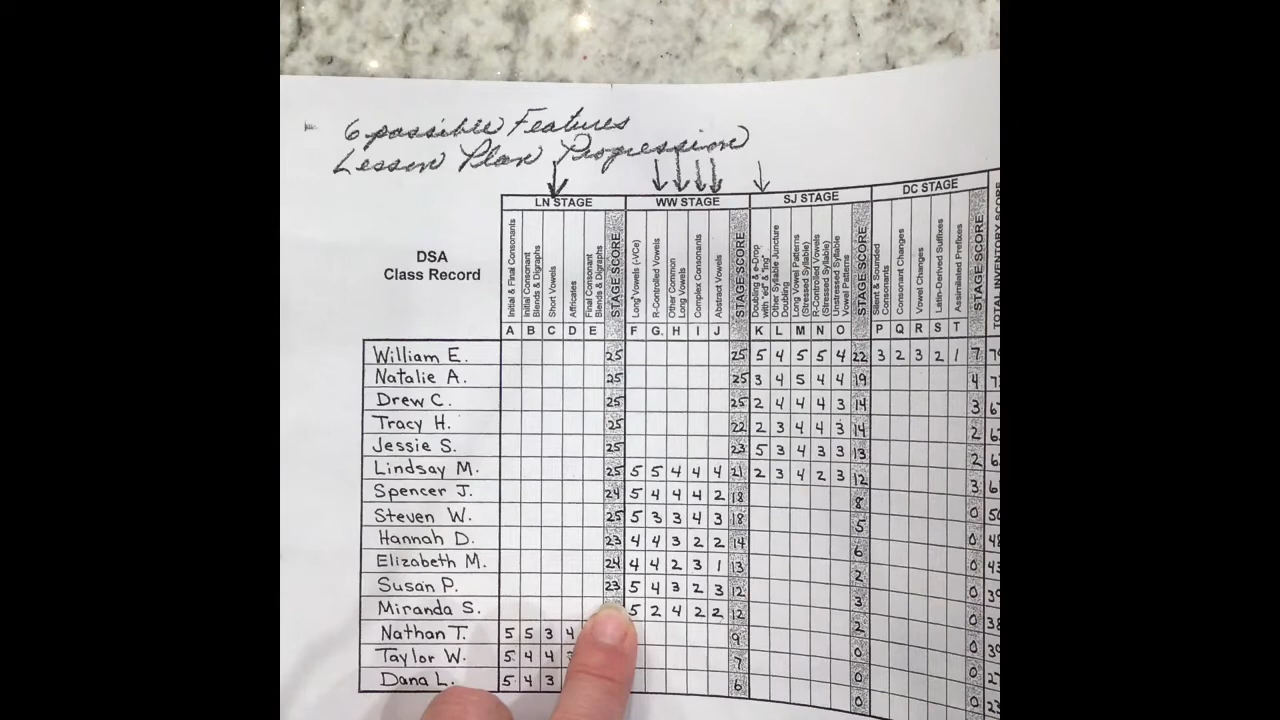 6 possible Features
Lesson Plan Progression
LN STAGE WW STAGE SJ STAGE DC STAGE
DSA
Class Record
Initial & Final Consonants
Initial Consonant Blends & Digraphs
Short Vowels
Affricates
Final Consonant Blends & Digraphs
STAGE SCORE
Long Vowels (-VCe)
R-Controlled Vowels
Other Common Long Vowels
Complex Consonants
Abstract Vowels
STAGE SCORE
Doubling & e-Drop with "ed" & "ing"
Other Syllable Juncture Doubling
Long Vowel Patterns (Stressed Syllable)
R-Controlled Vowels (Stressed Syllable)
Unstressed Syllable Vowel Patterns
STAGE SCORE
Silent & Sounded Consonants
Consonant Changes
Vowel Changes
Latin-Derived Suffixes
Assimilated Prefixes
STAGE SCORE
TOTAL INVENTORY SCORE
A B C D E F G. H I J K L M N O P Q R S T
William E. 25 25 5 4 5 5 4 22 3 2 3 2 1 7
Natalie A. 25 25 3 4 5 4 4 19 4
Drew C. 25 25 2 4 4 4 3 14 3
Tracy H. 25 22 2 3 4 4 3 14 2
Jessie S. 25 23 5 3 4 3 3 13 2
Lindsay M. 25 5 5 4 4 4 21 2 3 4 2 3 12 3
Spencer J. 24 5 4 4 4 2 18 8 0
Steven W. 25 5 3 3 4 3 18 5 0
Hannah D. 23 4 4 3 2 2 14 6 0
Elizabeth M. 24 4 4 2 3 1 13 2 0
Susan P. 23 5 4 3 2 3 12 3 0
Miranda S. 5 2 4 2 2 12 2 0
Nathan T. 5 5 3 4 9 0 0
Taylor W. 5 4 4 7 0 0
Dana L. 5 4 3 6 0 0